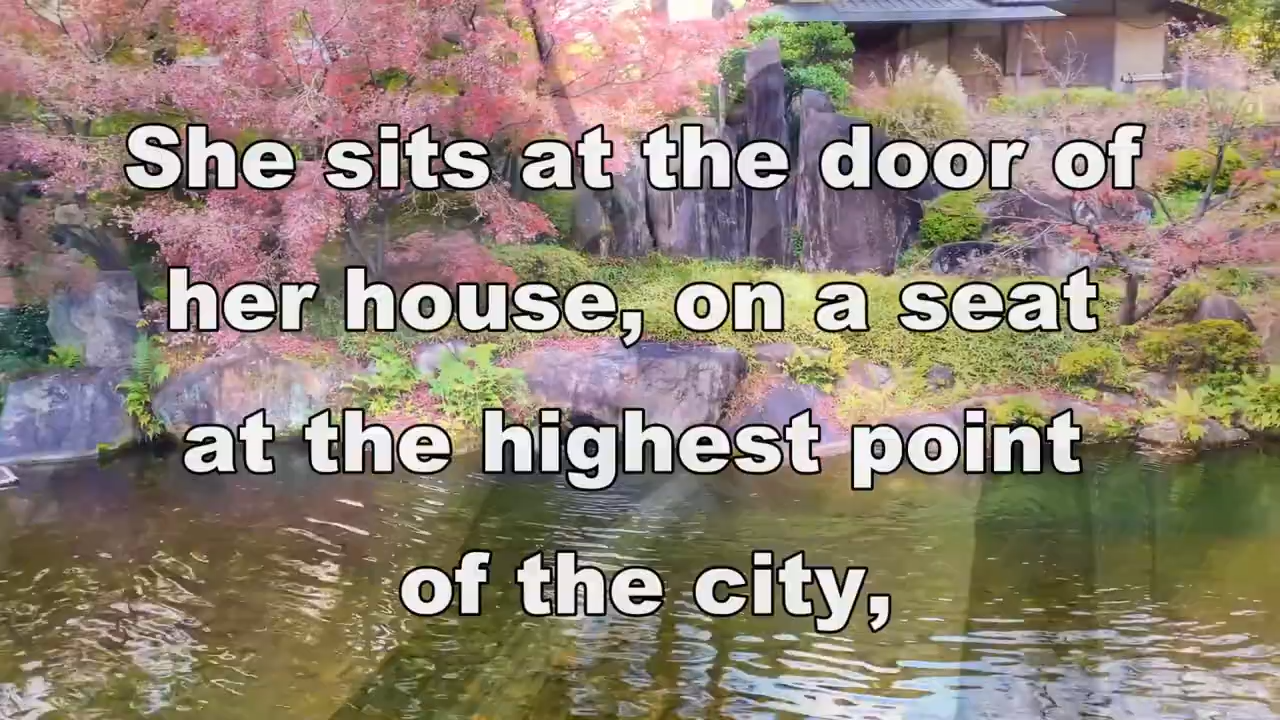 She sits at the door of
her house, on a seat
at the highest point
of the city,